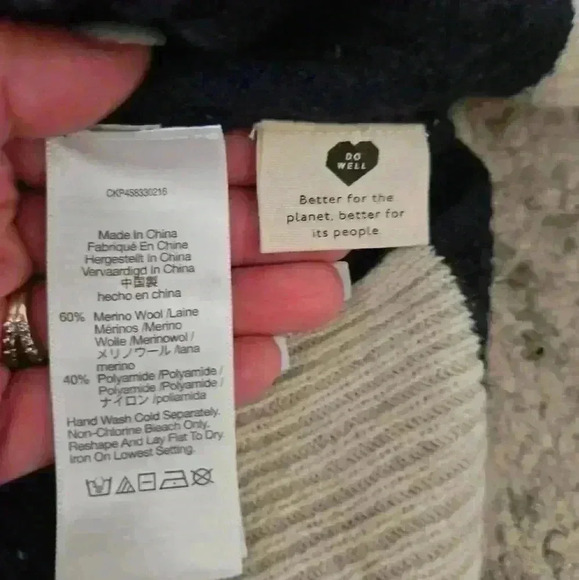 CKP458330216
Made In China
Fabriqué En Chine
Hergestellt In China
Vervaardigd In China
中国製
hecho en china
60% Merino Wool /Laine
Mérinos /Merino
Wolle /Merinowol /
メリノウール /lana
merino
40% Polyamide /Polyamide /
Polyamide /Polyamide /
ナイロン /poliamida
Hand Wash Cold Separately.
Non-Chlorine Bleach Only.
Reshape And Lay Flat To Dry
Iron On Lowest Setting.
DO
WELL
Better for the
planet, better for
its people.